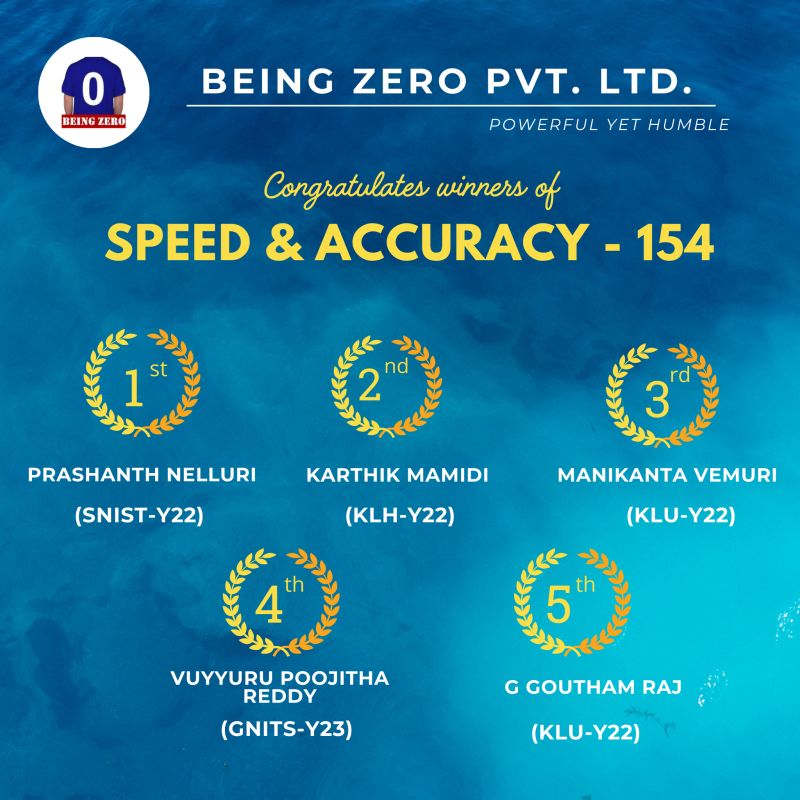 0
BEING ZERO
BEING ZERO PVT. LTD.
POWERFUL YET HUMBLE
Congratulates winners of
SPEED & ACCURACY - 154
1st
2nd
3rd
PRASHANTH NELLURI
KARTHIK MAMIDI
MANIKANTA VEMURI
(SNIST-Y22)
(KLH-Y22)
(KLU-Y22)
4th
5th
VUYYURU POOJITHA
REDDY
G GOUTHAM RAJ
(GNITS-Y23)
(KLU-Y22)